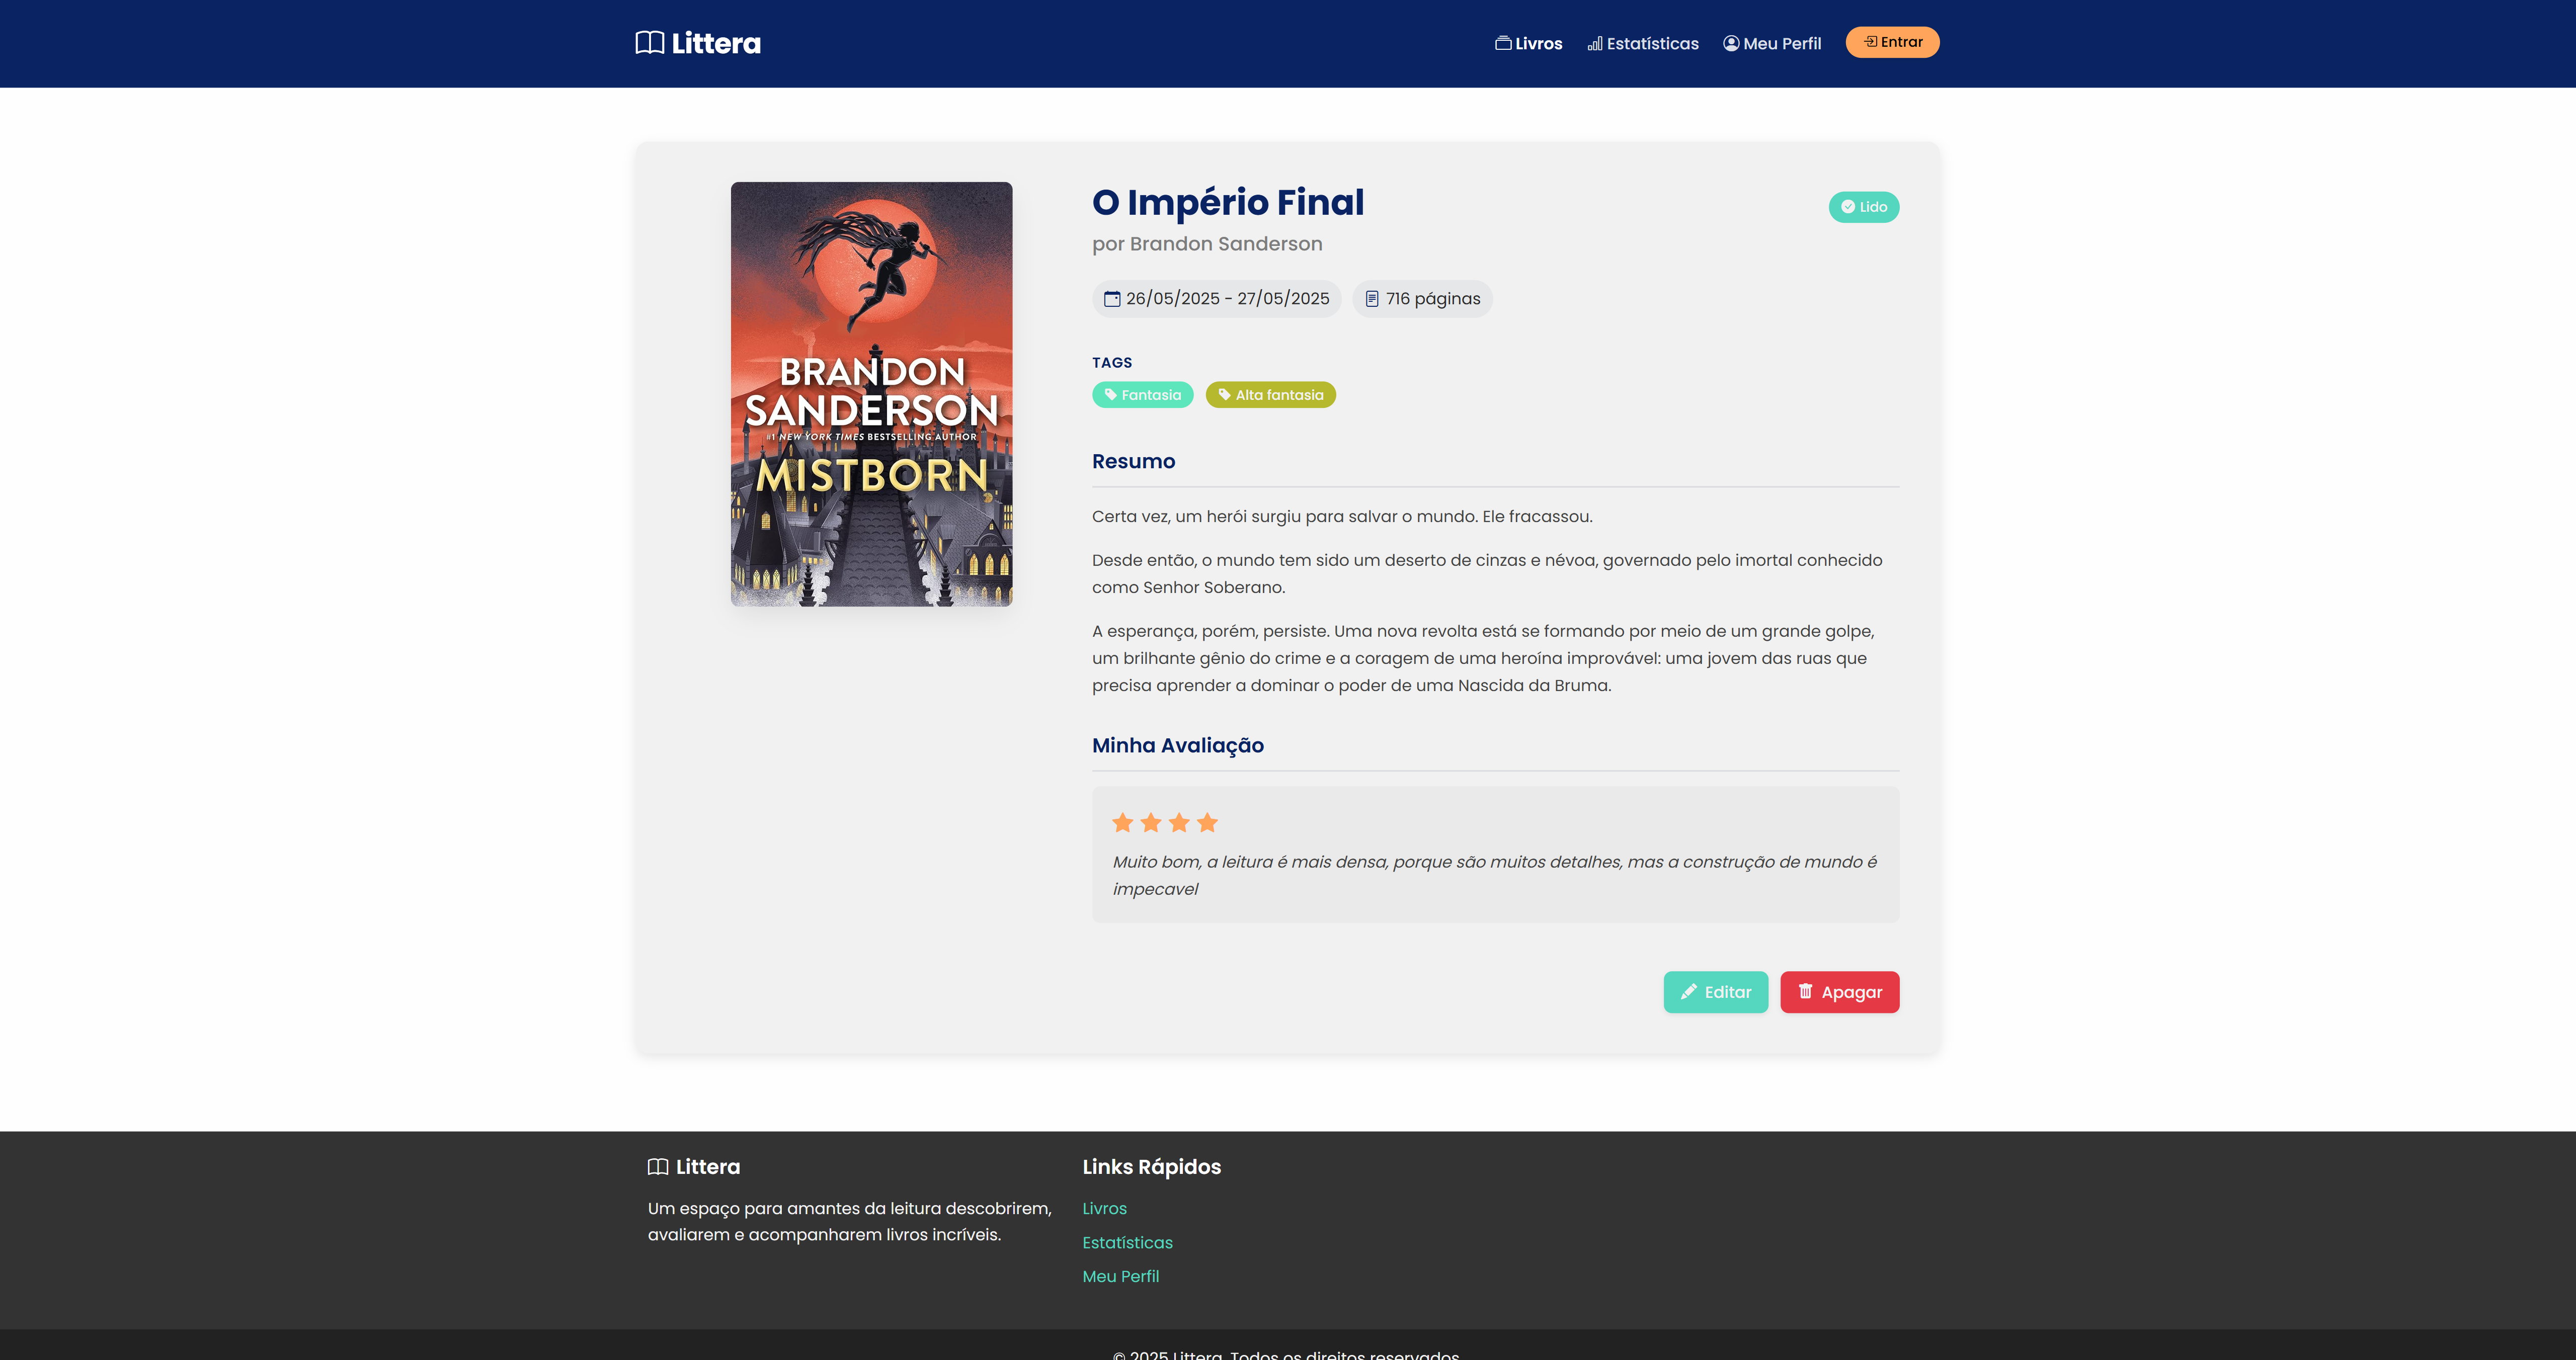 Littera
Livros
Estatísticas
Meu Perfil
Entrar
BRANDON
SANDERSON
#1 NEW YORK TIMES BESTSELLING AUTHOR
MISTBORN
O Império Final
Lido
por Brandon Sanderson
26/05/2025 - 27/05/2025
716 páginas
TAGS
Fantasia
Alta fantasia
Resumo
Certa vez, um herói surgiu para salvar o mundo. Ele fracassou.
Desde então, o mundo tem sido um deserto de cinzas e névoa, governado pelo imortal conhecido
como Senhor Soberano.
A esperança, porém, persiste. Uma nova revolta está se formando por meio de um grande golpe,
um brilhante gênio do crime e a coragem de uma heroína improvável: uma jovem das ruas que
precisa aprender a dominar o poder de uma Nascida da Bruma.
Minha Avaliação
Muito bom, a leitura é mais densa, porque são muitos detalhes, mas a construção de mundo é
impecavel
Editar
Apagar
Littera
Um espaço para amantes da leitura descobrirem,
avaliarem e acompanharem livros incríveis.
Links Rápidos
Livros
Estatísticas
Meu Perfil
© 2025 Littera. Todos os direitos reservados